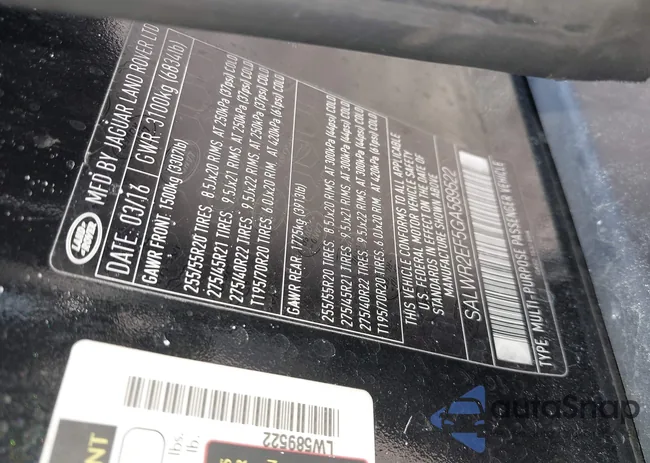 LAND ROVER
MFD BY JAGUAR LAND ROVER LTD
DATE: 03/16 GWR-3100kg (6834lb)
GAWR FRONT: 1500kg (3307lb)
255/55R20 TIRES: 8.5Jx20 RIMS AT 250kPa (37psi) COLD
275/45R21 TIRES: 9.5Jx21 RIMS AT 250kPa (37psi) COLD
275/40R22 TIRES: 9.5Jx22 RIMS AT 250kPa (37psi) COLD
T195/70R20 TIRES: 6.0Jx20 RIM, AT 420kPa (61psi) COLD
GAWR REAR: 1775kg (3913lb)
255/55R20 TIRES: 8.5Jx20 RIMS AT 300kPa (44psi) COLD
275/45R21 TIRES: 9.5Jx21 RIMS AT 300kPa (44psi) COLD
275/40R22 TIRES: 9.5Jx22 RIMS AT 300kPa (44psi) COLD
T195/70R20 TIRES: 6.0Jx20 RIM, AT 420kPa (61psi) COLD
THIS VEHICLE CONFORMS TO ALL APPLICABLE
U.S. FEDERAL MOTOR VEHICLE SAFETY
STANDARDS IN EFFECT ON THE DATE OF
MANUFACTURE SHOWN ABOVE
SALWR2EF5GA589522
TYPE: MULTI-PURPOSE PASSENGER VEHICLE
LW589522
lbs.
lb.
autoSnap